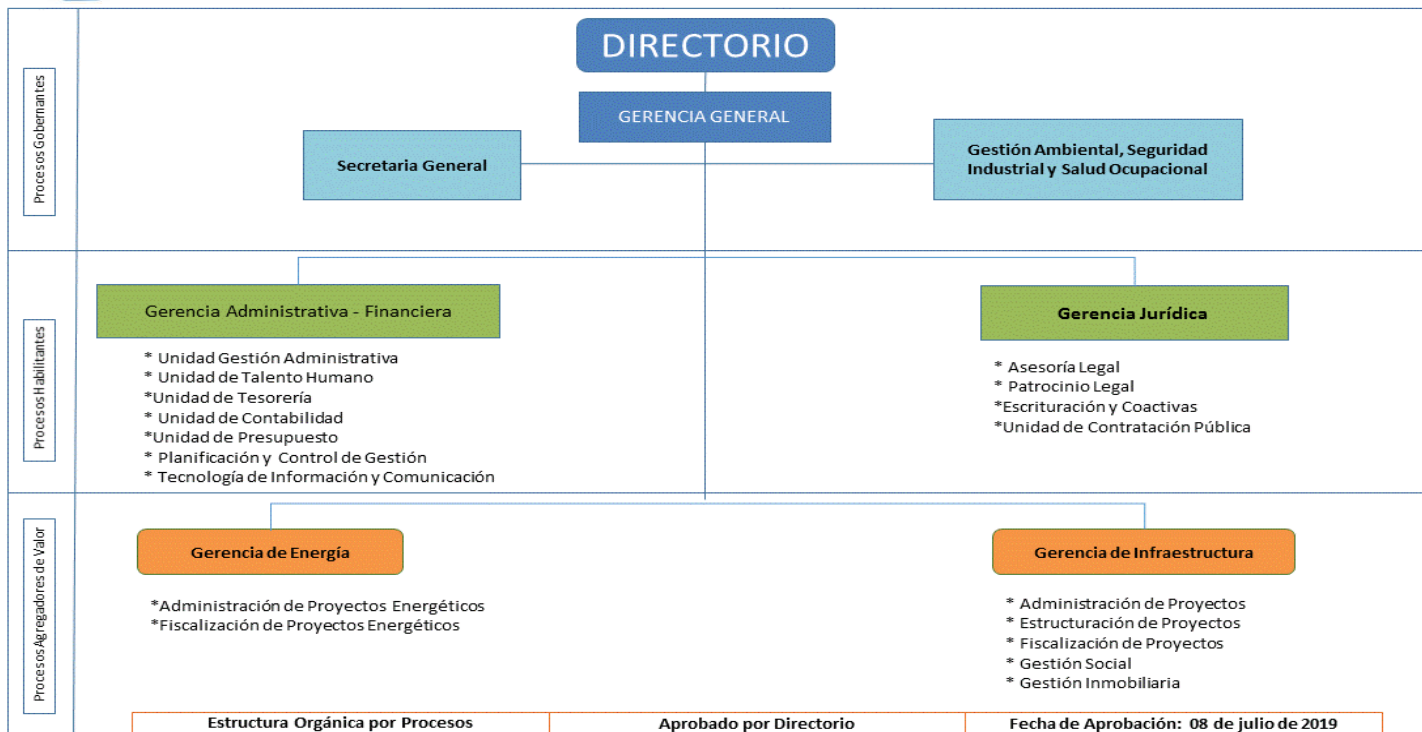 DIRECTORIO
GERENCIA GENERAL
Procesos Gobernantes
Secretaria General
Gestión Ambiental, Seguridad
Industrial y Salud Ocupacional
Procesos Habilitantes
Gerencia Administrativa - Financiera
* Unidad Gestión Administrativa
* Unidad de Talento Humano
*Unidad de Tesorería
* Unidad de Contabilidad
*Unidad de Presupuesto
* Planificación y Control de Gestión
* Tecnología de Información y Comunicación
Gerencia Jurídica
* Asesoría Legal
* Patrocinio Legal
*Escrituración y Coactivas
*Unidad de Contratación Pública
Procesos Agregadores de Valor
Gerencia de Energía
*Administración de Proyectos Energéticos
*Fiscalización de Proyectos Energéticos
Gerencia de Infraestructura
* Administración de Proyectos
* Estructuración de Proyectos
* Fiscalización de Proyectos
* Gestión Social
* Gestión Inmobiliaria
Estructura Orgánica por Procesos
Aprobado por Directorio
Fecha de Aprobación: 08 de julio de 2019